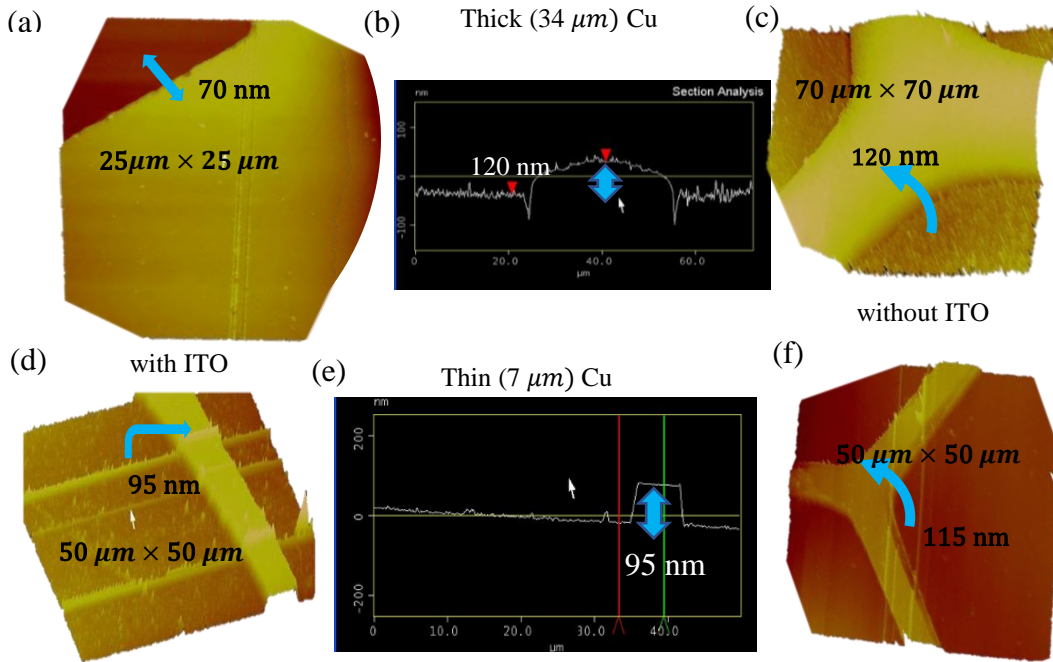 (a)
70 nm
25μm × 25 μm
(b)
Thick (34 μm) Cu
Section Analysis
nm
100
0
-100
120 nm
0
20.0
40.0
60.0
μm
(c)
70 μm × 70 μm
120 nm
without ITO
(d)
with ITO
95 nm
50 μm × 50 μm
(e)
Thin (7 μm) Cu
nm
200
0
-200
95 nm
0
10.0
20.0
30.0
40.0
μm
(f)
50 μm × 50 μm
115 nm